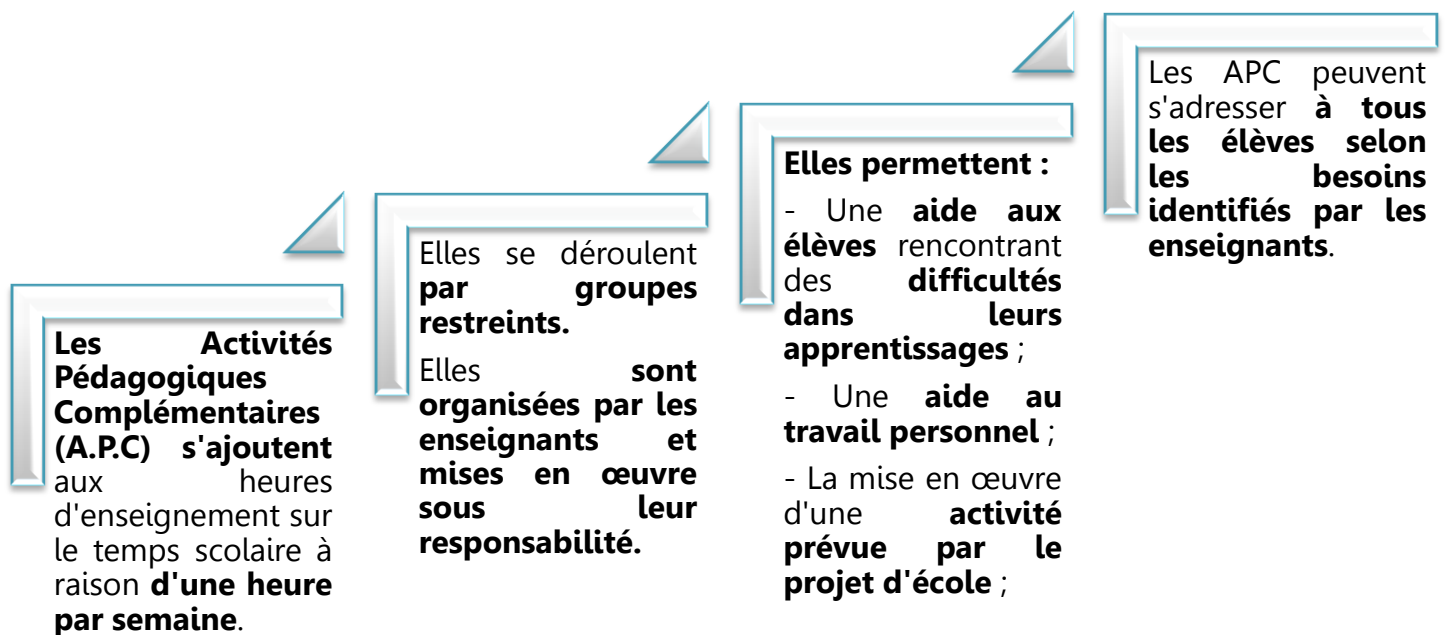 Les Activités
Pédagogiques
Complémentaires
(A.P.C) s'ajoutent
aux heures
d'enseignement sur
le temps scolaire à
raison d'une heure
par semaine.
Elles se déroulent
par groupes
restreints.
Elles sont
organisées par les
enseignants et
mises en œuvre
sous leur
responsabilité.
Elles permettent :
- Une aide aux
élèves rencontrant
des difficultés
dans leurs
apprentissages ;
- Une aide au
travail personnel ;
- La mise en œuvre
d'une activité
prévue par le
projet d'école ;
Les APC peuvent
s'adresser à tous
les élèves selon
les besoins
identifiés par les
enseignants.